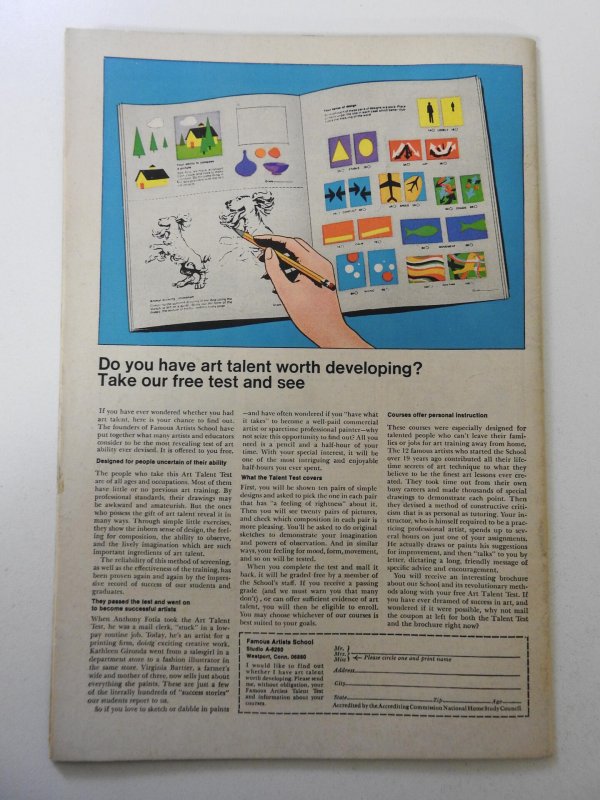 Your sense of design
Do you have art talent worth developing?
Take our free test and see
If you have ever wondered whether you had
art talent, here is your chance to find out.
The founders of Famous Artists School have
put together what many artists and educators
consider to be the most revealing test of art
ability ever devised. It is offered to you free.
Designed for people uncertain of their ability
The people who take this Art Talent Test
are of all ages and occupations. Most of them
have little or no previous art training. By
professional standards, their drawings may
be awkward and amateurish. But the ones
who possess the gift of art talent reveal it in
many ways. Through simple little exercises,
they show the inborn sense of design, the feel-
ing for composition, the ability to observe,
and the lively imagination which are such
important ingredients of art talent.
The reliability of this method of screening,
as well as the effectiveness of the training, has
been proven again and again by the impres-
sive record of success of our students and
graduates.
They passed the test and went on
to become successful artists
When Anthony Fotia took the Art Talent
Test, he was a mail clerk, "stuck" in a low-
pay routine job. Today, he's an artist for a
printing firm, doing exciting creative work.
Kathleen Gironda went from a salesgirl in a
department store to a fashion illustrator in
the same store. Virginia Bartter, a farmer's
wife and mother of three, now sells just about
everything she paints. These are just a few
of the literally hundreds of "success stories"
our students report to us.
So if you love to sketch or dabble in paints
—and have often wondered if you "have what
it takes" to become a well-paid commercial
artist or sparetime professional painter—why
not seize this opportunity to find out? All you
need is a pencil and a half-hour of your
time. With your special interest, it will be
one of the most intriguing and enjoyable
half-hours you ever spent.
What the Talent Test covers
First, you will be shown ten pairs of simple
designs and asked to pick the one in each pair
that has "a feeling of rightness" about it.
Then you will see twenty pairs of pictures,
and check which composition in each pair is
more pleasing. You'll be asked to do original
sketches to demonstrate your imagination
and powers of observation. And in similar
ways, your feeling for mood, form, movement,
and so on will be tested.
When you complete the test and mail it
back, it will be graded free by a member of
the School's staff. If you receive a passing
grade (and we must warn you that many
don't), or can offer sufficient evidence of art
talent, you will then be eligible to enroll.
You may choose whichever of our courses is
best suited to your goals.
Courses offer personal instruction
These courses were especially designed for
talented people who can't leave their fami-
lies or jobs for art training away from home.
The 12 famous artists who started the School
over 19 years ago contributed all their life-
time secrets of art technique to what they
believe to be the finest art lessons ever cre-
ated. They took time out from their own
busy careers and made thousands of special
drawings to demonstrate each point. Then
they devised a method of constructive criti-
cism that is as personal as tutoring. Your in-
structor, who is himself required to be a prac-
ticing professional artist, spends up to sev-
eral hours on just one of your assignments.
He actually draws or paints his suggestions
for improvement, and then "talks" to you by
letter, dictating a long, friendly message of
specific advice and encouragement.
You will receive an interesting brochure
about our School and its revolutionary meth-
ods along with your free Art Talent Test. If
you have ever dreamed of success in art, and
wondered if it were possible, why not mail
the coupon at left for both the Talent Test
and the brochure right now?
Famous Artists School
Studio A-6260
Westport, Conn. 06880
I would like to find out
whether I have art talent
worth developing. Please send
me, without obligation, your
Famous Artists Talent Test
and information about your
courses.
Mr.
Mrs.
Miss
Please circle one and print name
Address
City
State Zip Age
Accredited by the Accrediting Commission National Home Study Council